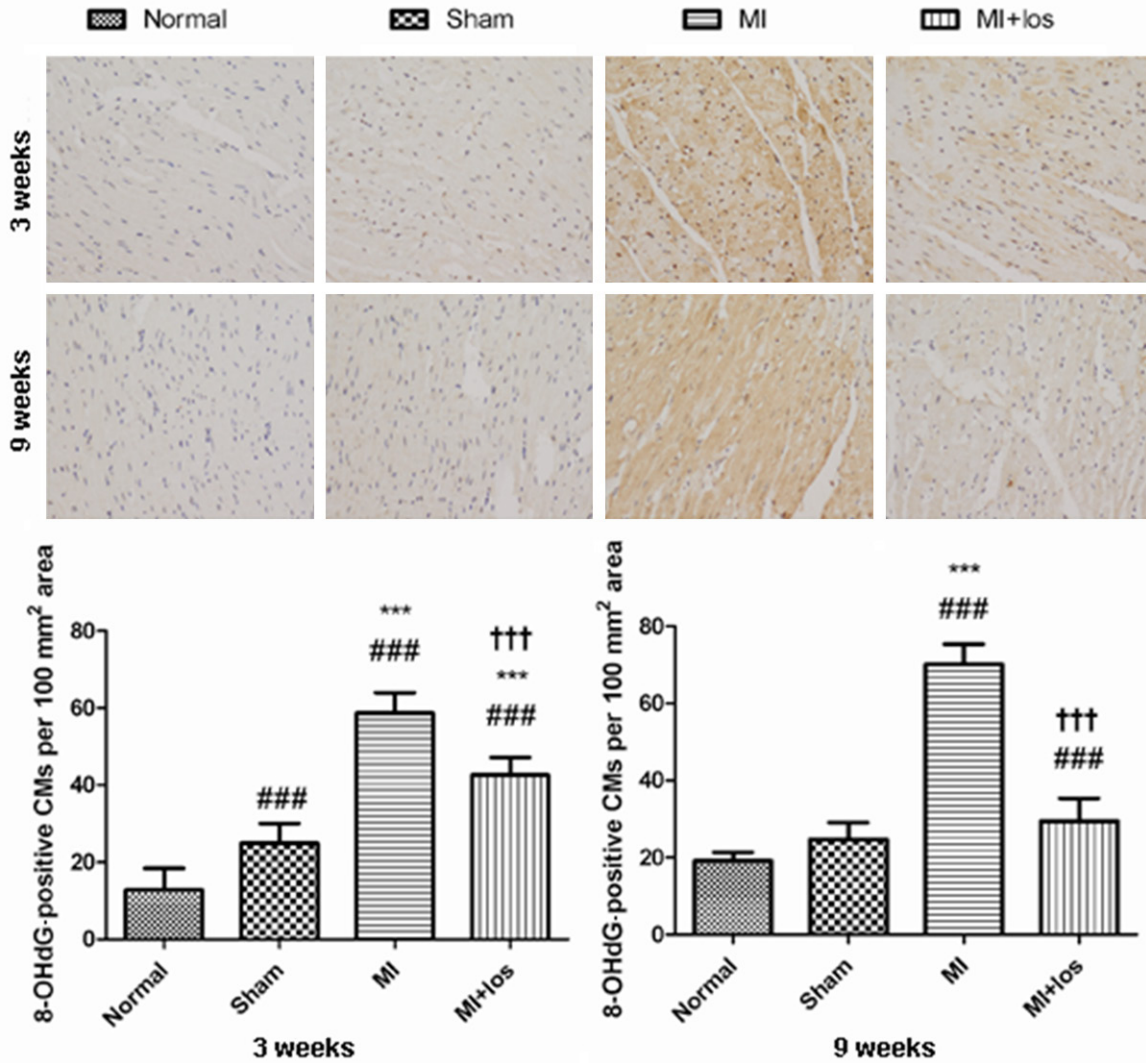 Normal Sham MI MI+los
3 weeks
9 weeks
8-OHdG-positive CMs per 100 mm² area
80
60
40
20
0
###
***
###
†††
***
###
Normal Sham MI MI+los
3 weeks
8-OHdG-positive CMs per 100 mm² area
80
60
40
20
0
***
###
†††
###
Normal Sham MI MI+los
9 weeks